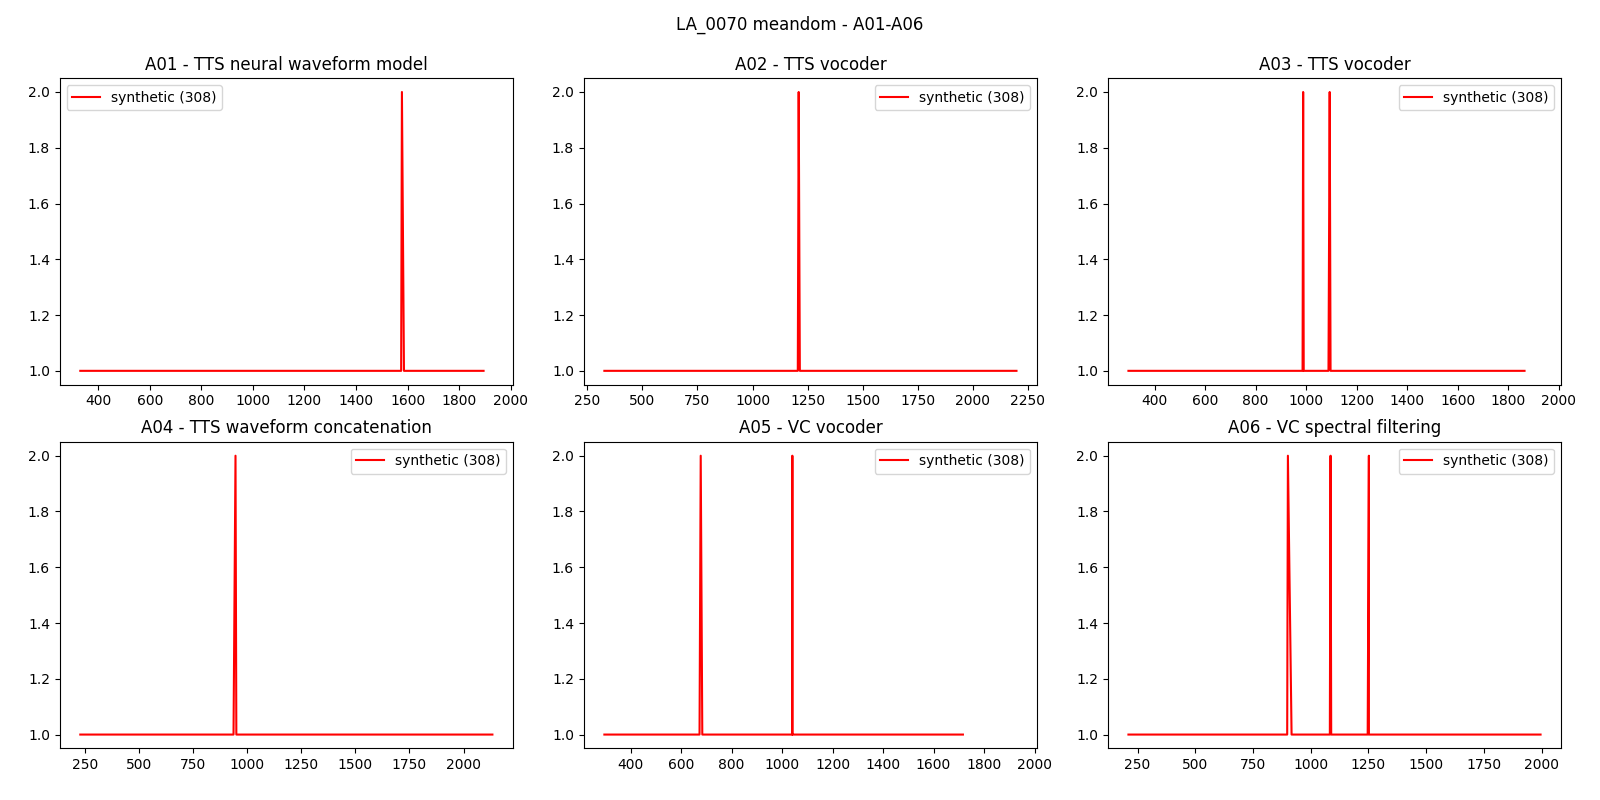 LA_0070 meandom - A01-A06
A01 - TTS neural waveform model
synthetic (308)
2.0
1.8
1.6
1.4
1.2
1.0
400 600 800 1000 1200 1400 1600 1800 2000
A02 - TTS vocoder
synthetic (308)
2.0
1.8
1.6
1.4
1.2
1.0
250 500 750 1000 1250 1500 1750 2000 2250
A03 - TTS vocoder
synthetic (308)
2.0
1.8
1.6
1.4
1.2
1.0
400 600 800 1000 1200 1400 1600 1800 2000
A04 - TTS waveform concatenation
synthetic (308)
2.0
1.8
1.6
1.4
1.2
1.0
250 500 750 1000 1250 1500 1750 2000
A05 - VC vocoder
synthetic (308)
2.0
1.8
1.6
1.4
1.2
1.0
400 600 800 1000 1200 1400 1600 1800 2000
A06 - VC spectral filtering
synthetic (308)
2.0
1.8
1.6
1.4
1.2
1.0
250 500 750 1000 1250 1500 1750 2000